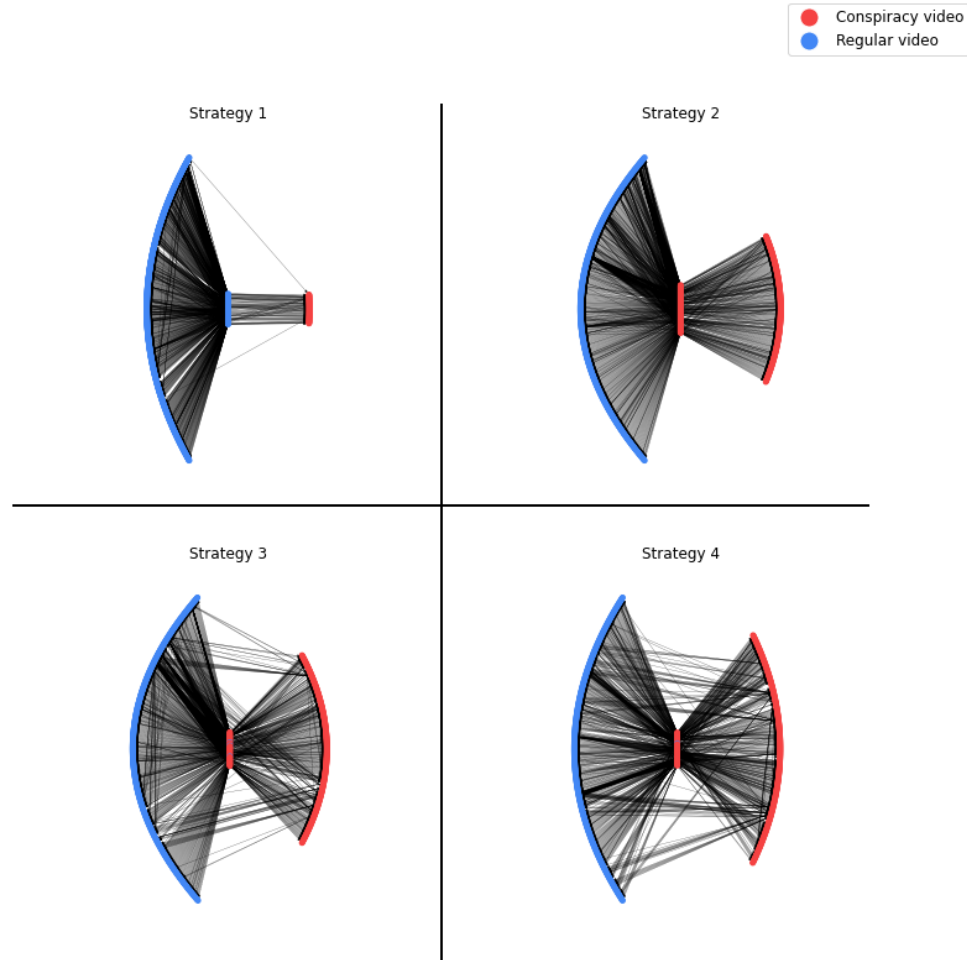 Conspiracy video
Regular video
Strategy 1
Strategy 2
Strategy 3
Strategy 4